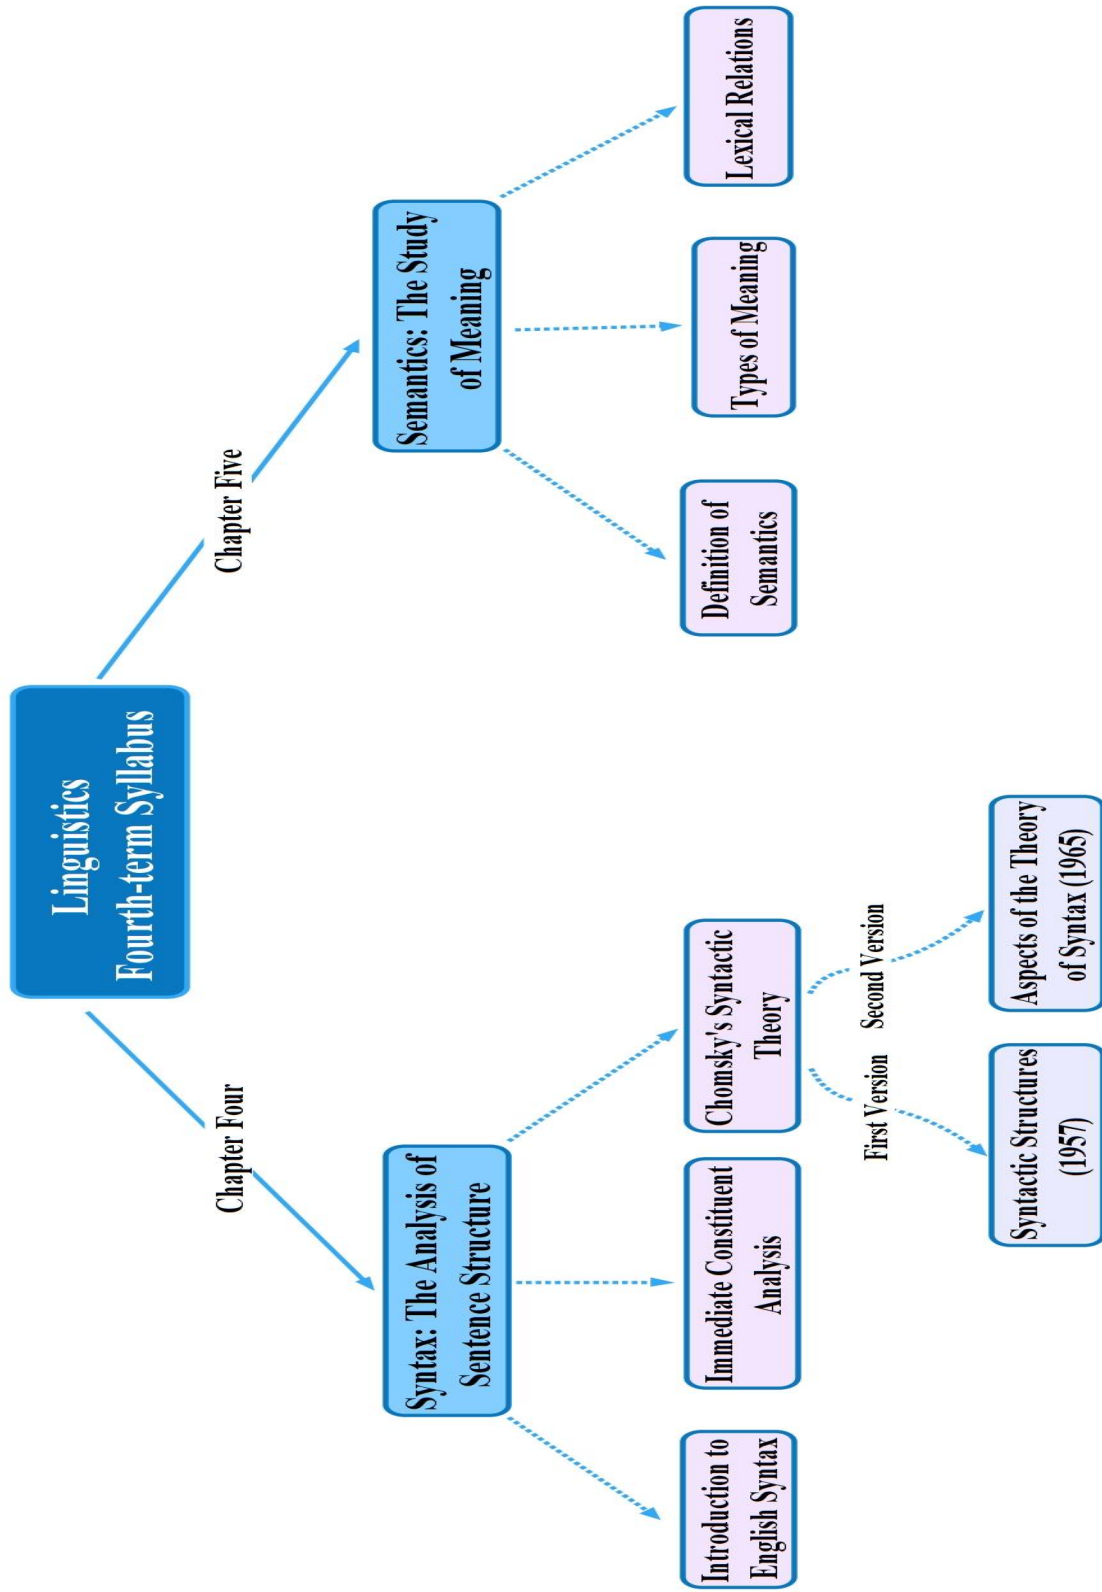 Linguistics
Fourth-term Syllabus
Chapter Four
Chapter Five
Syntax: The Analysis of
Sentence Structure
Semantics: The Study
of Meaning
Introduction to
English Syntax
Immediate Constituent
Analysis
Chomsky's Syntactic
Theory
Definition of
Semantics
Types of Meaning
Lexical Relations
First Version
Second Version
Syntactic Structures
(1957)
Aspects of the Theory
of Syntax (1965)